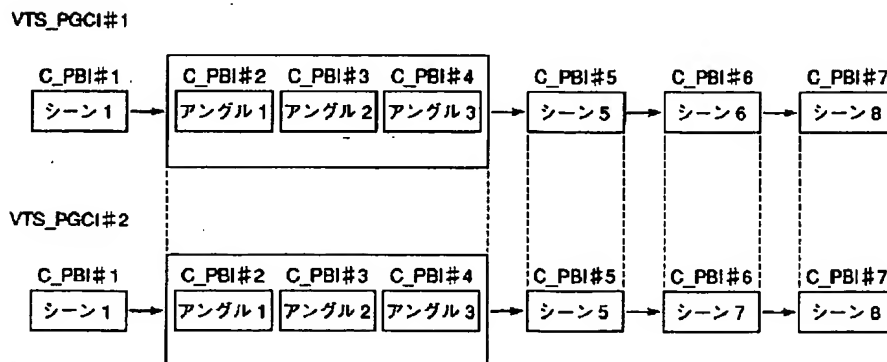 VTS_PGCI#1
C_PBI#1 C_PBI#2 C_PBI#3 C_PBI#4 C_PBI#5 C_PBI#6 C_PBI#7
シーン1 アングル1 アングル2 アングル3 シーン5 シーン6 シーン8
VTS_PGCI#2
C_PBI#1 C_PBI#2 C_PBI#3 C_PBI#4 C_PBI#5 C_PBI#6 C_PBI#7
シーン1 アングル1 アングル2 アングル3 シーン5 シーン7 シーン8